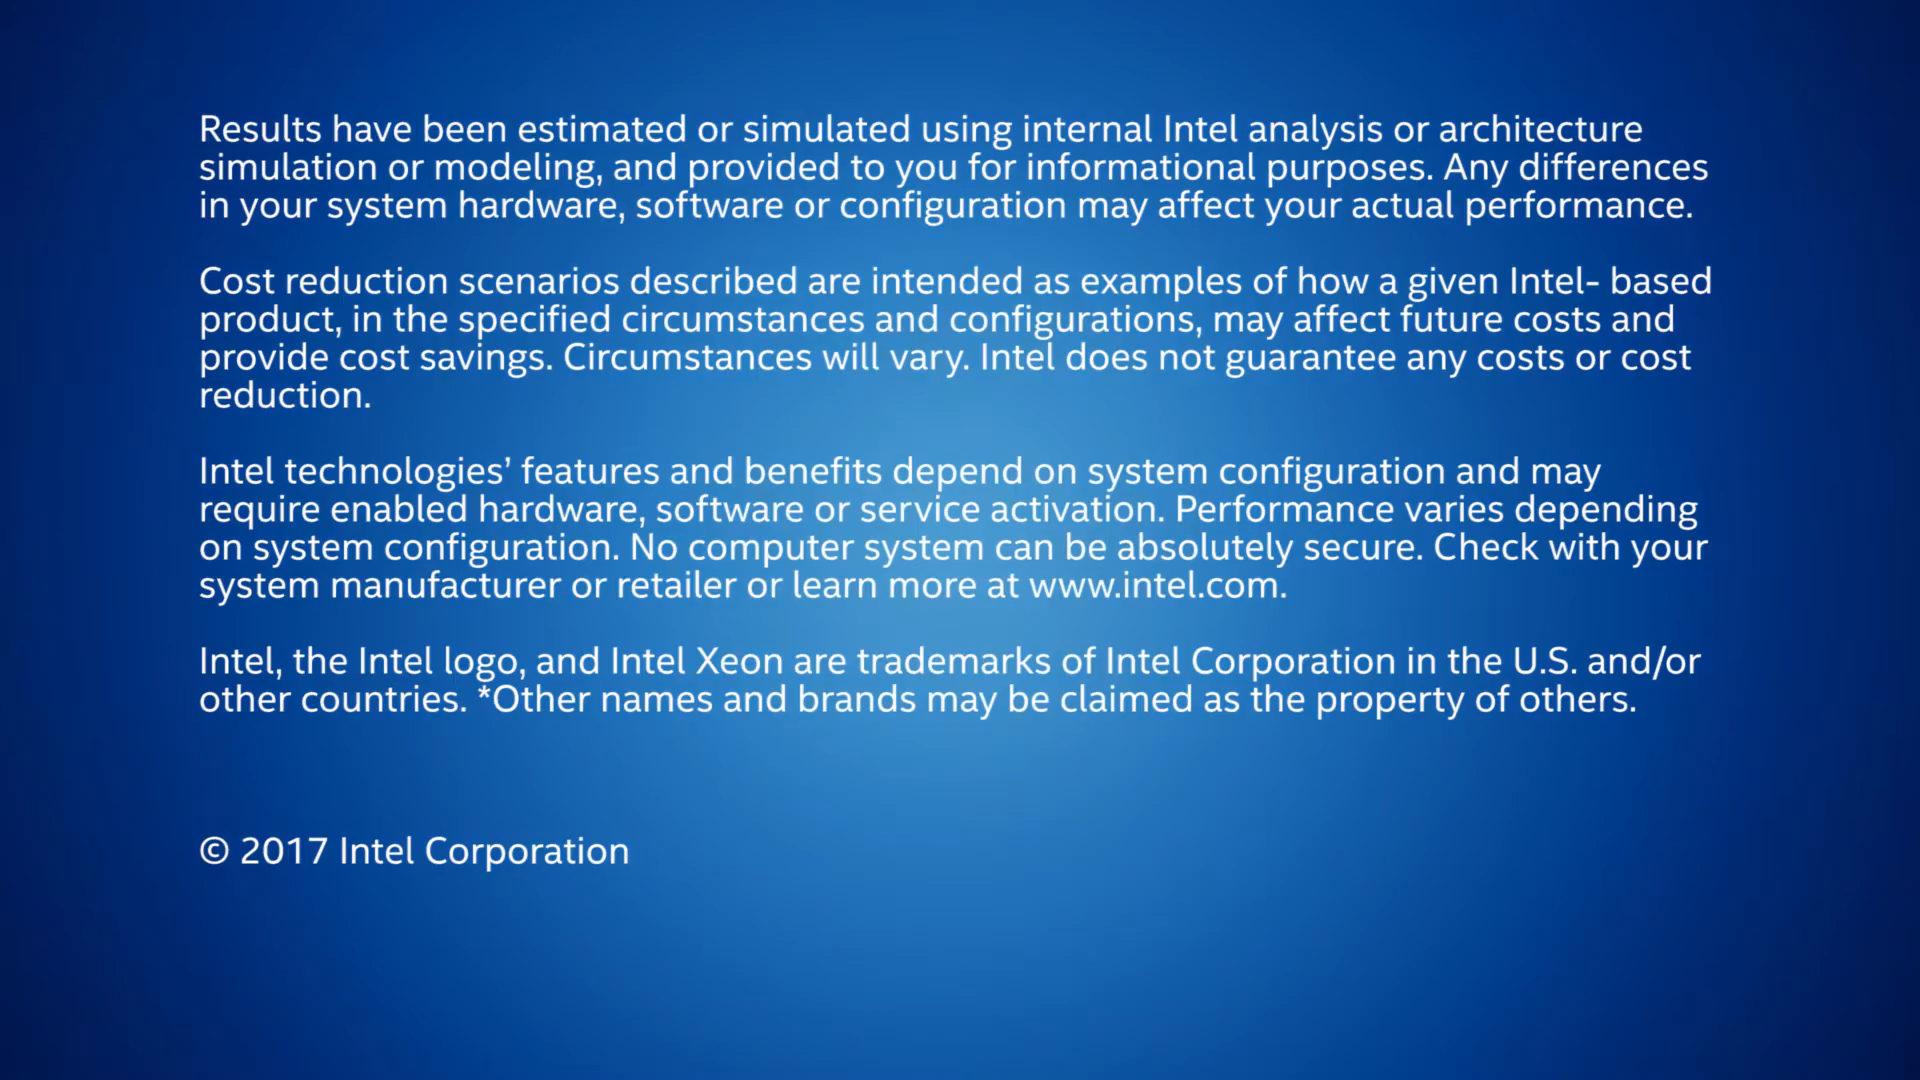 Results have been estimated or simulated using internal Intel analysis or architecture
simulation or modeling, and provided to you for informational purposes. Any differences
in your system hardware, software or configuration may affect your actual performance.
Cost reduction scenarios described are intended as examples of how a given Intel- based
product, in the specified circumstances and configurations, may affect future costs and
provide cost savings. Circumstances will vary. Intel does not guarantee any costs or cost
reduction.
Intel technologies’ features and benefits depend on system configuration and may
require enabled hardware, software or service activation. Performance varies depending
on system configuration. No computer system can be absolutely secure. Check with your
system manufacturer or retailer or learn more at www.intel.com.
Intel, the Intel logo, and Intel Xeon are trademarks of Intel Corporation in the U.S. and/or
other countries. *Other names and brands may be claimed as the property of others.
© 2017 Intel Corporation